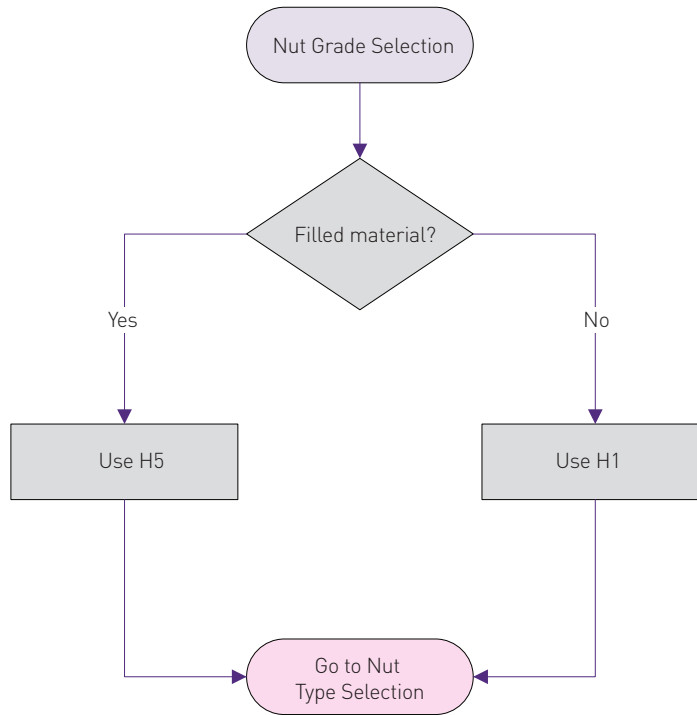 Nut Grade Selection
Filled material?
Yes
No
Use H5
Use H1
Go to Nut
Type Selection